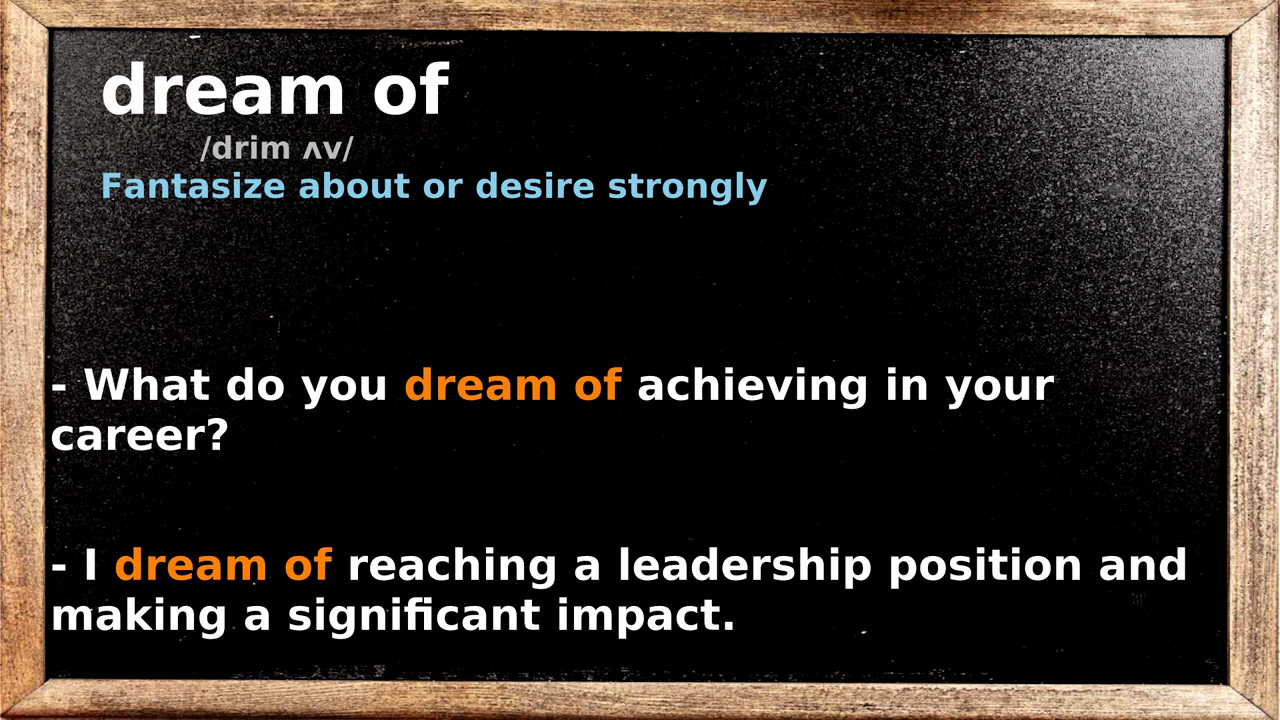 dream of
/drim ʌv/
Fantasize about or desire strongly
- What do you dream of achieving in your
career?
- I dream of reaching a leadership position and
making a significant impact.